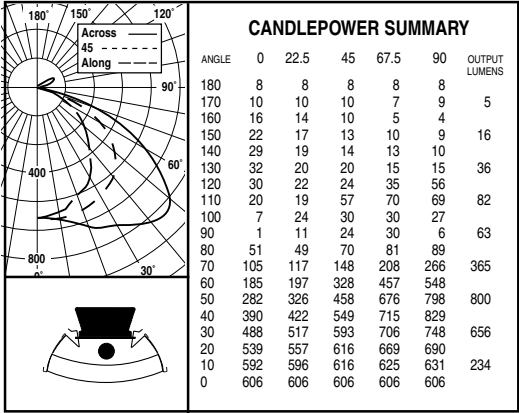 180° 150° 120°
Across
45
Along
90°
60°
400
800
0°
30°
CANDLEPOWER SUMMARY
ANGLE 0 22.5 45 67.5 90 OUTPUT
LUMENS
180 8 8 8 8 8
170 10 10 10 7 9 5
160 16 14 10 5 4
150 22 17 13 10 9 16
140 29 19 14 13 10
130 32 20 20 15 15 36
120 30 22 24 35 56
110 20 19 57 70 69 82
100 7 24 30 30 27
90 1 11 24 30 6 63
80 51 49 70 81 89
70 105 117 148 208 266 365
60 185 197 328 457 548
50 282 326 458 676 798 800
40 390 422 549 715 829
30 488 517 593 706 748 656
20 539 557 616 669 690
10 592 596 616 625 631 234
0 606 606 606 606 606